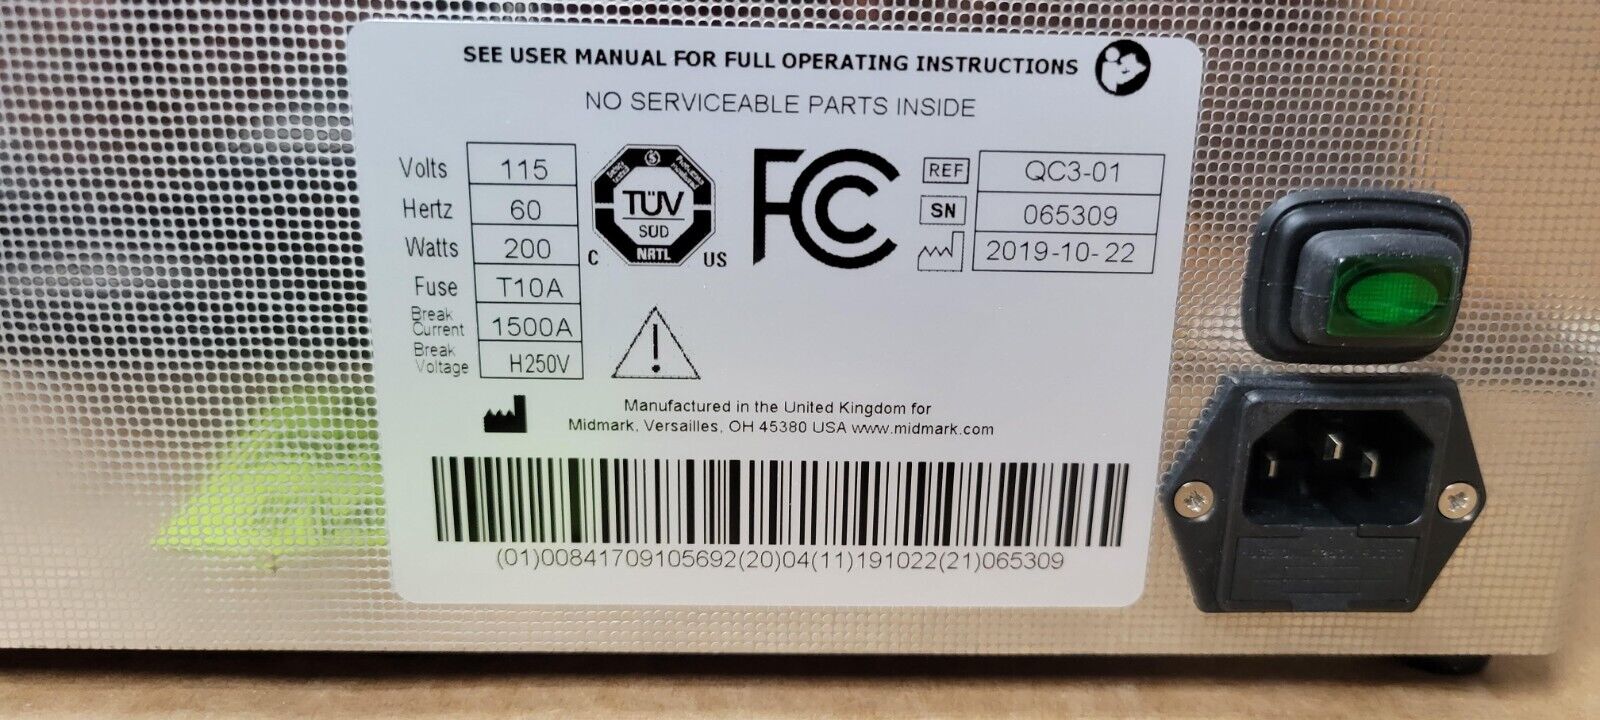 SEE USER MANUAL FOR FULL OPERATING INSTRUCTIONS
NO SERVICEABLE PARTS INSIDE
Volts 115
Hertz 60
Watts 200
Fuse T10A
Break Current 1500A
Break Voltage H250V
TÜV
SÜD
NRTL
C US
FC
REF QC3-01
SN 065309
2019-10-22
Manufactured in the United Kingdom for
Midmark, Versailles, OH 45380 USA www.midmark.com
(01)00841709105692(20)04(11)191022(21)065309